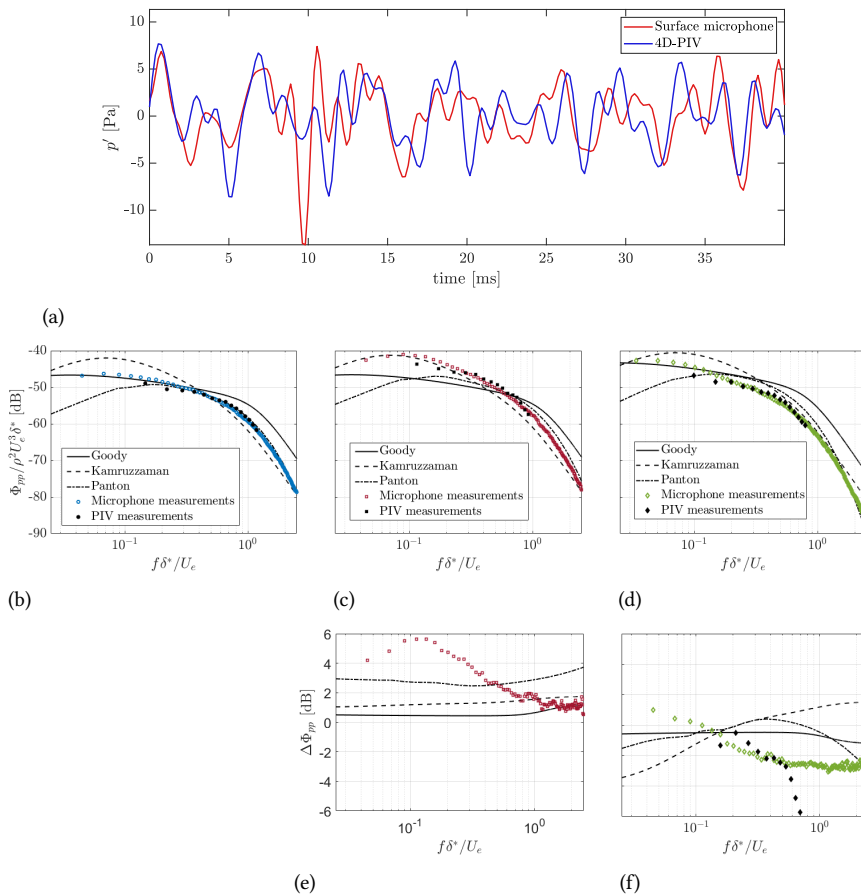 10
5
0
-5
-10
p′ [Pa]
Surface microphone
4D-PIV
0 5 10 15 20 25 30 35
time [ms]
(a)
-40
-50
-60
-70
-80
-90
Φpp/ρ²Ue³δ* [dB]
Goody
Kamruzzaman
Panton
Microphone measurements
PIV measurements
10⁻¹ 10⁰
fδ*/Ue
(b)
Goody
Kamruzzaman
Panton
Microphone measurements
PIV measurements
10⁻¹ 10⁰
fδ*/Ue
(c)
Goody
Kamruzzaman
Panton
Microphone measurements
PIV measurements
10⁻¹ 10⁰
fδ*/Ue
(d)
6
4
2
0
-2
-4
-6
ΔΦpp [dB]
10⁻¹ 10⁰
fδ*/Ue
(e)
10⁻¹ 10⁰
fδ*/Ue
(f)